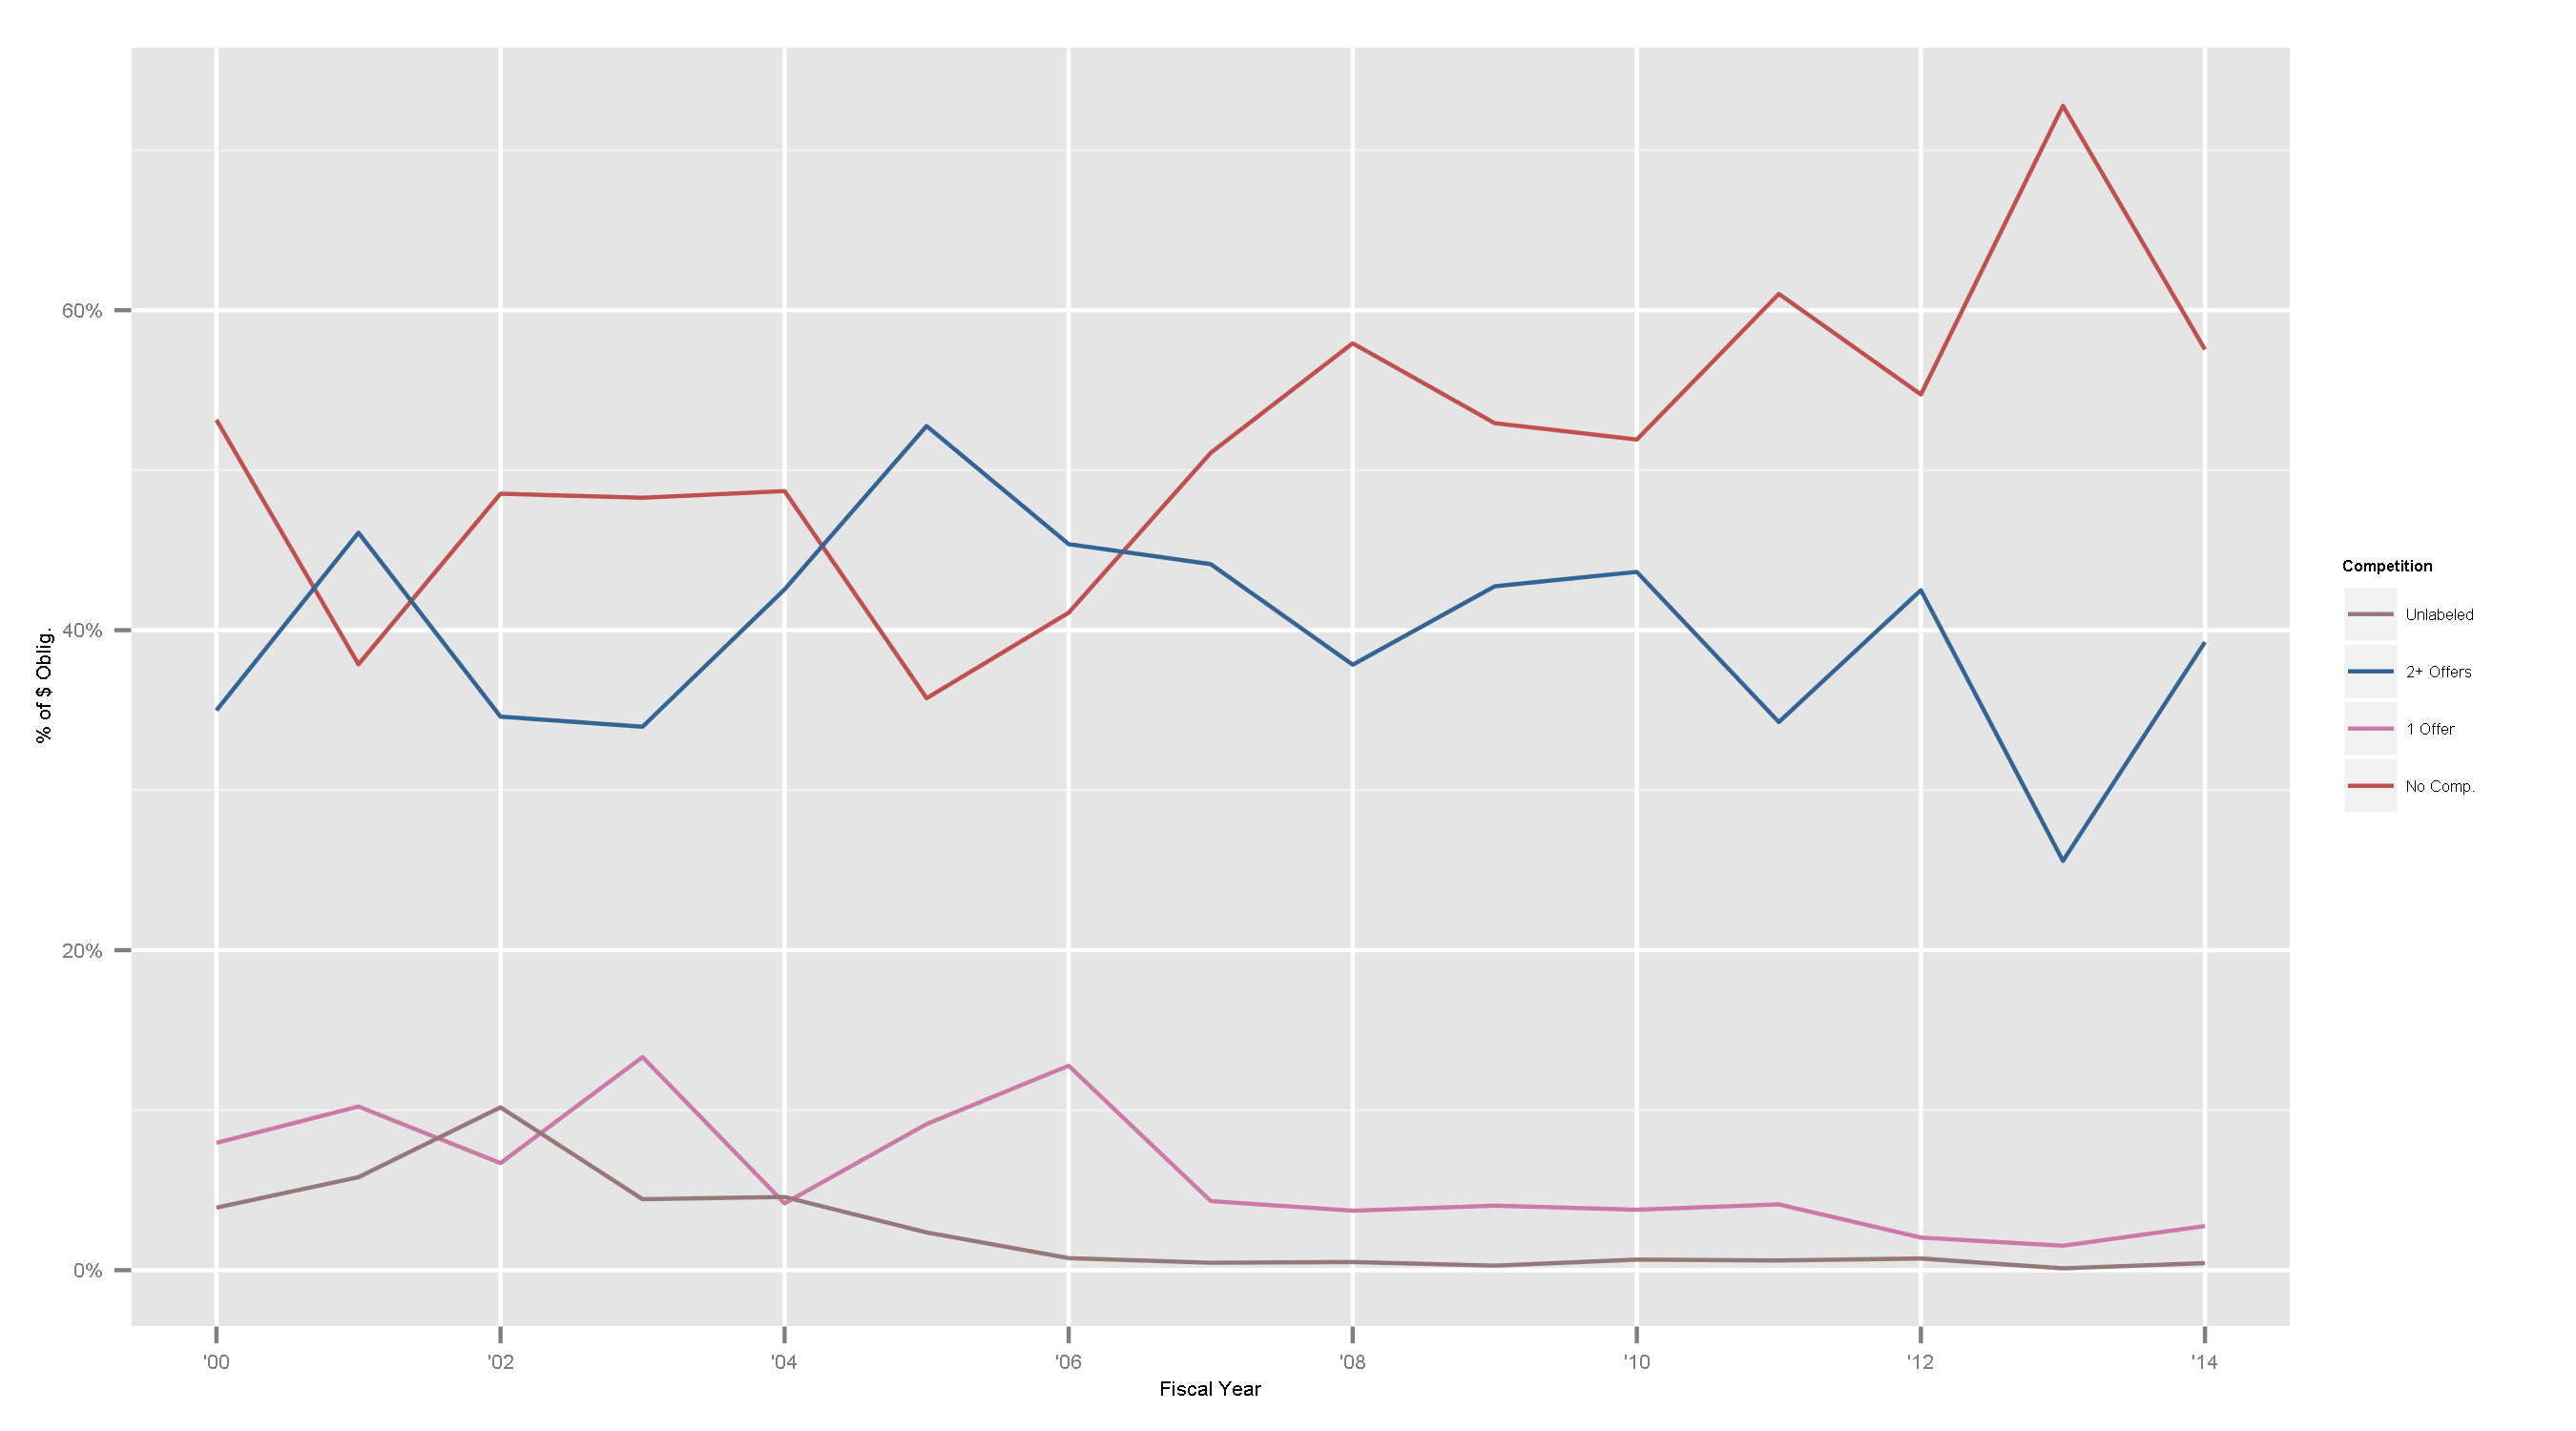 60%
40%
20%
0%
% of $ Oblig.
'00 '02 '04 '06 '08 '10 '12 '14
Fiscal Year
Competition
Unlabeled
2+ Offers
1 Offer
No Comp.